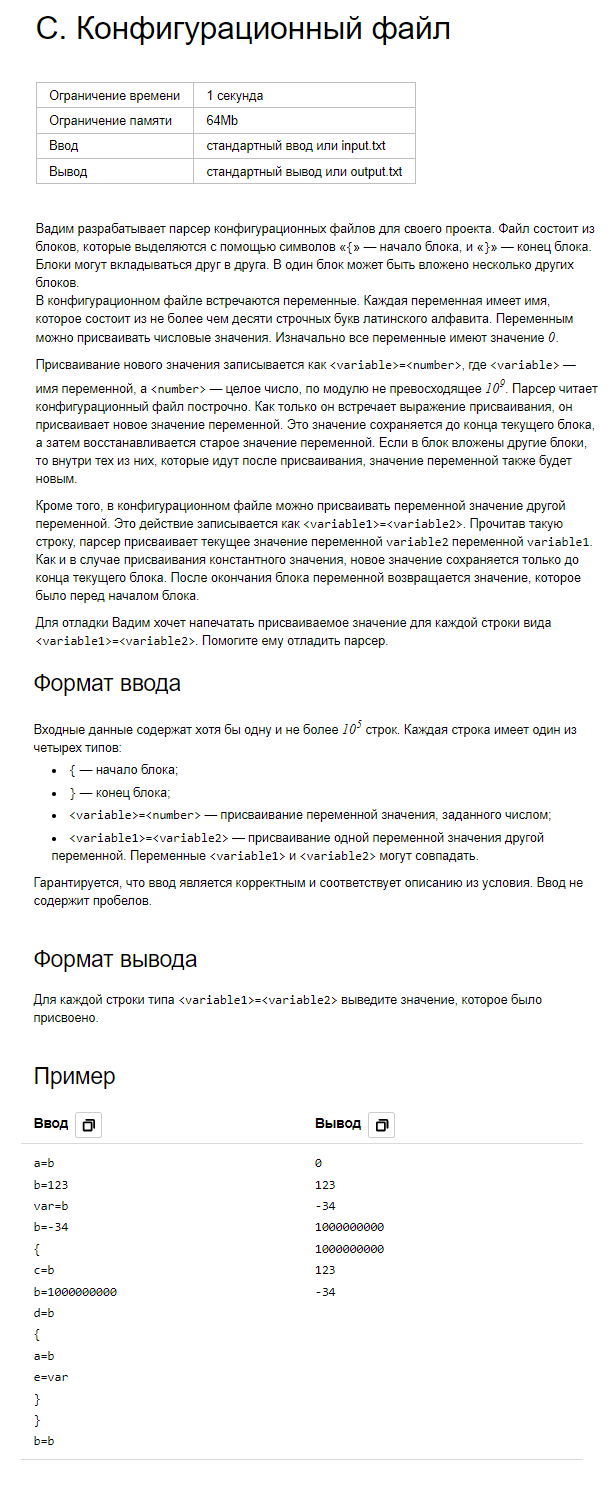 С. Конфигурационный файл
Ограничение времени 1 секунда
Ограничение памяти 64Mb
Ввод стандартный ввод или input.txt
Вывод стандартный вывод или output.txt
Вадим разрабатывает парсер конфигурационных файлов для своего проекта. Файл состоит из
блоков, которые выделяются с помощью символов «{» — начало блока, и «}» — конец блока.
Блоки могут вкладываться друг в друга. В один блок может быть вложено несколько других
блоков.
В конфигурационном файле встречаются переменные. Каждая переменная имеет имя,
которое состоит из не более чем десяти строчных букв латинского алфавита. Переменным
можно присваивать числовые значения. Изначально все переменные имеют значение 0.
Присваивание нового значения записывается как <variable>=<number>, где <variable> —
имя переменной, а <number> — целое число, по модулю не превосходящее 10⁹. Парсер читает
конфигурационный файл построчно. Как только он встречает выражение присваивания, он
присваивает новое значение переменной. Это значение сохраняется до конца текущего блока,
а затем восстанавливается старое значение переменной. Если в блок вложены другие блоки,
то внутри тех из них, которые идут после присваивания, значение переменной также будет
новым.
Кроме того, в конфигурационном файле можно присваивать переменной значение другой
переменной. Это действие записывается как <variable1>=<variable2>. Прочитав такую
строку, парсер присваивает текущее значение переменной variable2 переменной variable1.
Как и в случае присваивания константного значения, новое значение сохраняется только до
конца текущего блока. После окончания блока переменной возвращается значение, которое
было перед началом блока.
Для отладки Вадим хочет напечатать присваиваемое значение для каждой строки вида
<variable1>=<variable2>. Помогите ему отладить парсер.
Формат ввода
Входные данные содержат хотя бы одну и не более 10⁵ строк. Каждая строка имеет один из
четырех типов:
• { — начало блока;
• } — конец блока;
• <variable>=<number> — присваивание переменной значения, заданного числом;
• <variable1>=<variable2> — присваивание одной переменной значения другой
переменной. Переменные <variable1> и <variable2> могут совпадать.
Гарантируется, что ввод является корректным и соответствует описанию из условия. Ввод не
содержит пробелов.
Формат вывода
Для каждой строки типа <variable1>=<variable2> выведите значение, которое было
присвоено.
Пример
Ввод Вывод
a=b 0
b=123 123
var=b -34
b=-34 1000000000
{ 1000000000
c=b 123
b=1000000000 -34
d=b
{
a=b
e=var
}
}
b=b